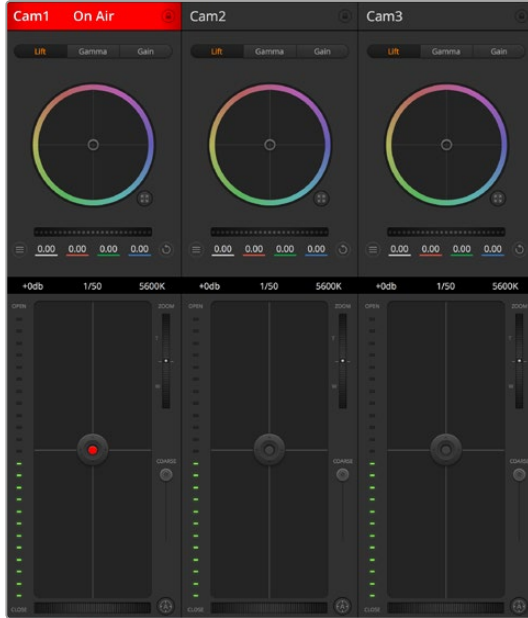 Cam1 On Air Cam2 Cam3
Lift Gamma Gain Lift Gamma Gain Lift Gamma Gain
0.00 0.00 0.00 0.00 0.00 0.00 0.00 0.00 0.00 0.00 0.00 0.00
+0db 1/50 5600K +0db 1/50 5600K +0db 1/50 5600K
OPEN ZOOM OPEN ZOOM OPEN ZOOM
T T T
W W W
COARSE COARSE COARSE
CLOSE A CLOSE A CLOSE A